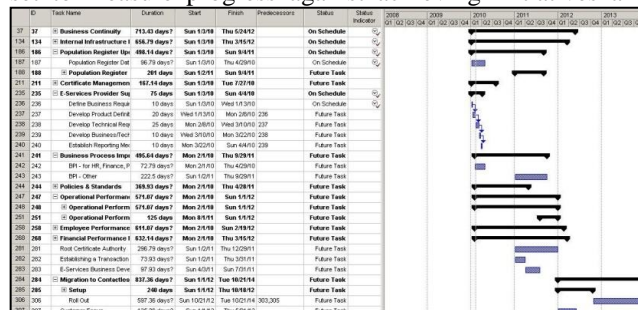 ID Task Name Duration Start Finish Predecessors Status Status Indicator 2008 2009 2010 2011 2012 2013
37 37 Business Continuity 713.43 days? Sun 1/3/10 Thu 5/24/12 On Schedule
134 134 Internal Infrastructure I 656.79 days? Sun 1/3/10 Thu 3/15/12 On Schedule
186 186 Population Register Upd 498.14 days? Sun 1/3/10 Sun 9/4/11 On Schedule
187 187 Population Register Dat 96.79 days? Sun 1/3/10 Thu 4/29/10 On Schedule
188 188 Population Register 201 days Sun 1/2/11 Sun 9/4/11 Future Task
211 211 Certificate Managemen 167.14 days Sun 1/3/10 Tue 7/27/10 Future Task
235 235 E-Services Provider Su 75 days Sun 1/3/10 Sun 4/4/10 On Schedule
236 236 Define Business Requir 10 days Sun 1/3/10 Wed 1/13/10 On Schedule
237 237 Develop Product Definit 20 days Wed 1/13/10 Mon 2/8/10 236 Future Task
238 238 Develop Technical Req 25 days Mon 2/8/10 Wed 3/10/10 237 Future Task
239 239 Develop Business/Tech 10 days Wed 3/10/10 Mon 3/22/10 238 Future Task
240 240 Establish Reporting Me 10 days Mon 3/22/10 Sun 4/4/10 239 Future Task
241 241 Business Process Impr 495.64 days? Mon 2/1/10 Thu 9/29/11 Future Task
242 242 BPI - for HR, Finance, P 72.79 days? Mon 2/1/10 Thu 4/29/10 Future Task
243 243 BPI - Other 222.5 days? Sun 1/2/11 Thu 9/29/11 Future Task
244 244 Policies & Standards 369.93 days? Mon 2/1/10 Thu 4/28/11 Future Task
247 247 Operational Performanc 571.07 days? Mon 2/1/10 Sun 1/1/12 Future Task
248 248 Operational Perform 571.07 days? Mon 2/1/10 Sun 1/1/12 Future Task
251 251 Operational Perform 125 days Mon 8/1/11 Sun 1/1/12 Future Task
258 258 Employee Performance 611.07 days? Mon 2/1/10 Sun 2/19/12 Future Task
268 268 Financial Performance I 632.14 days? Mon 2/1/10 Thu 3/15/12 Future Task
281 281 Root Certificate Authority 296.79 days? Sun 1/2/11 Thu 12/29/11 Future Task
282 282 Establishing a Transaction 73.93 days? Sun 1/2/11 Thu 3/31/11 Future Task
283 283 E-Services Business Deve 97.93 days? Sun 4/3/11 Sun 7/31/11 Future Task
284 284 Migration to Contactles 837.36 days? Sun 1/1/12 Tue 10/21/14 Future Task
285 285 Setup 240 days Sun 1/1/12 Thu 10/18/12 Future Task
306 306 Roll Out 597.36 days? Sun 10/21/12 Tue 10/21/14 303,305 Future Task